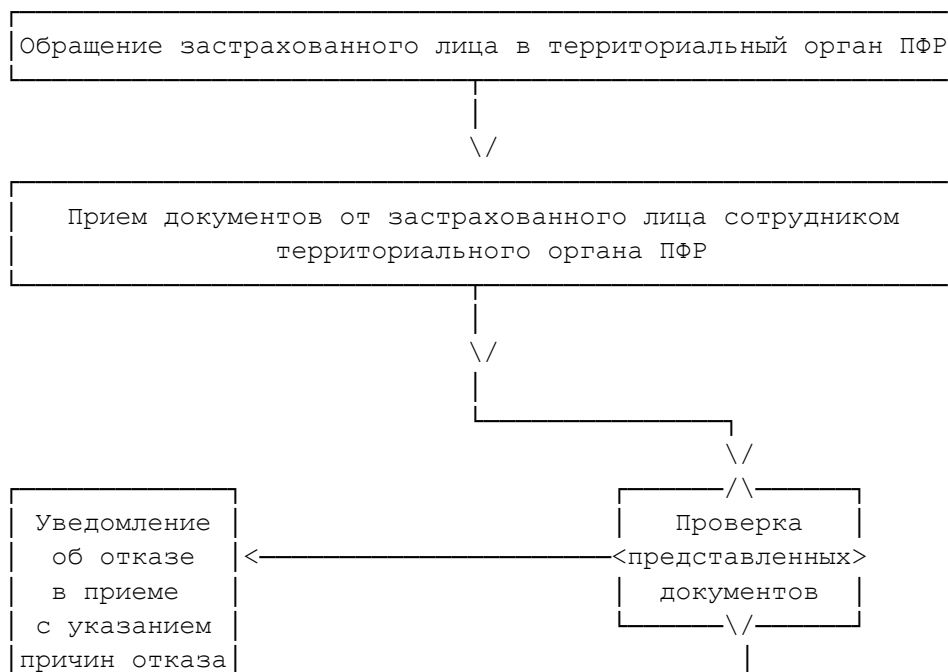 Обращение застрахованного лица в территориальный орган ПФР
Прием документов от застрахованного лица сотрудником
территориального органа ПФР
Уведомление
об отказе
в приеме
с указанием
причин отказа
Проверка
представленных
документов